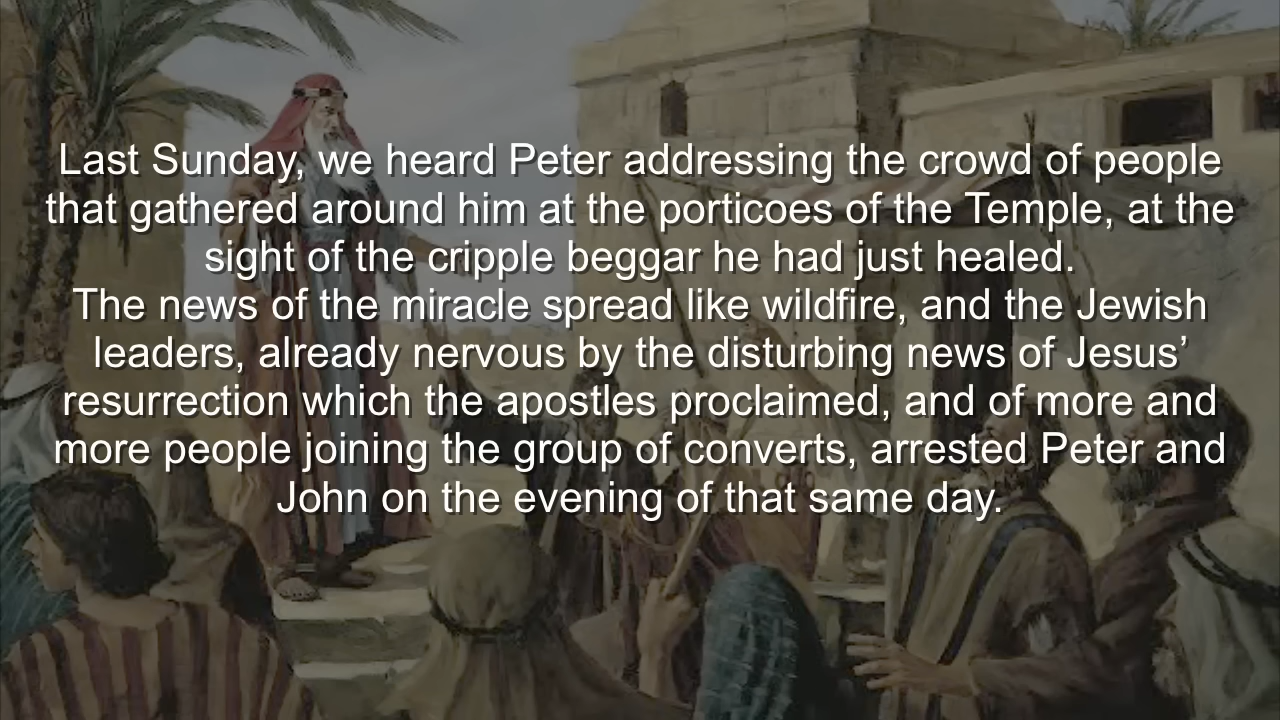 Last Sunday, we heard Peter addressing the crowd of people
that gathered around him at the porticoes of the Temple, at the
sight of the cripple beggar he had just healed.
The news of the miracle spread like wildfire, and the Jewish
leaders, already nervous by the disturbing news of Jesus’
resurrection which the apostles proclaimed, and of more and
more people joining the group of converts, arrested Peter and
John on the evening of that same day.